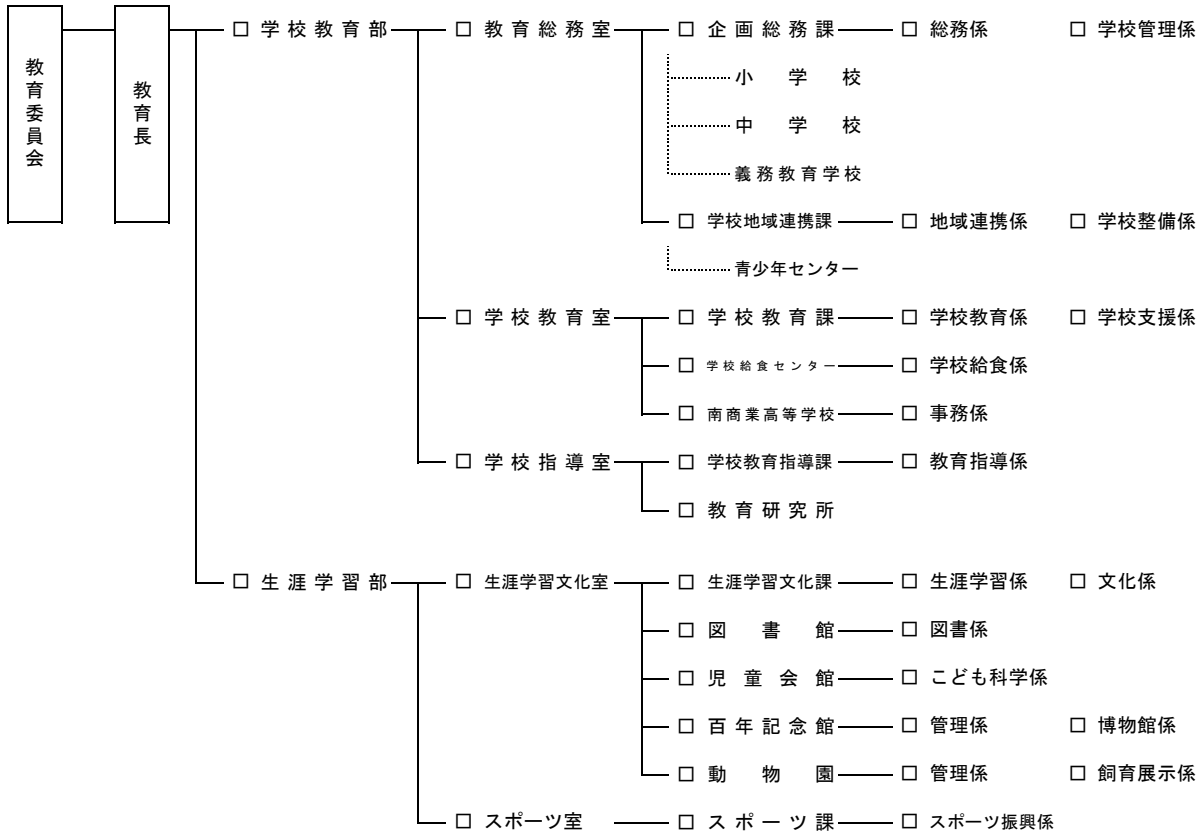 教育委員会
教育長
□ 学校教育部 □ 教育総務室 □ 企画総務課 □ 総務係 □ 学校管理係
小学校
中学校
義務教育学校
□ 学校地域連携課 □ 地域連携係 □ 学校整備係
青少年センター
□ 学校教育室 □ 学校教育課 □ 学校教育係 □ 学校支援係
□ 学校給食センター □ 学校給食係
□ 南商業高等学校 □ 事務係
□ 学校指導室 □ 学校教育指導課 □ 教育指導係
□ 教育研究所
□ 生涯学習部 □ 生涯学習文化室 □ 生涯学習文化課 □ 生涯学習係 □ 文化係
□ 図書館 □ 図書係
□ 児童会館 □ こども科学係
□ 百年記念館 □ 管理係 □ 博物館係
□ 動物園 □ 管理係 □ 飼育展示係
□ スポーツ室 □ スポーツ課 □ スポーツ振興係